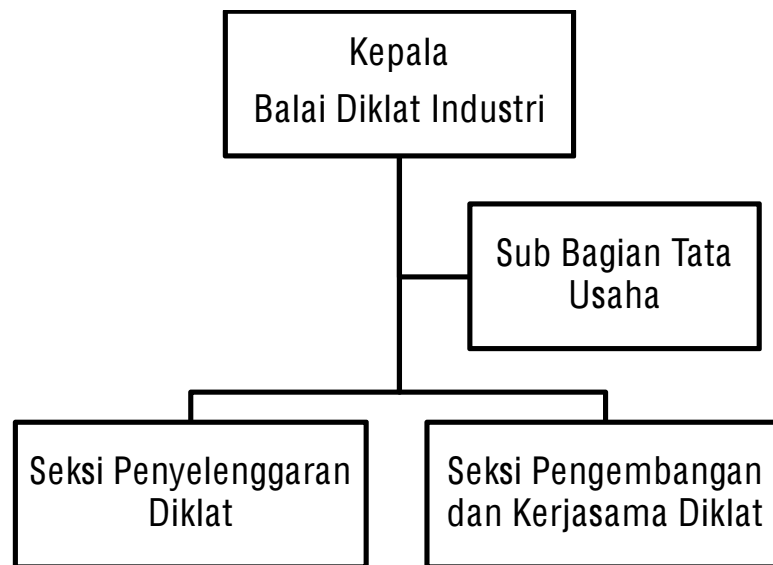 Kepala
Balai Diklat Industri
Sub Bagian Tata
Usaha
Seksi Penyelenggaran
Diklat
Seksi Pengembangan
dan Kerjasama Diklat